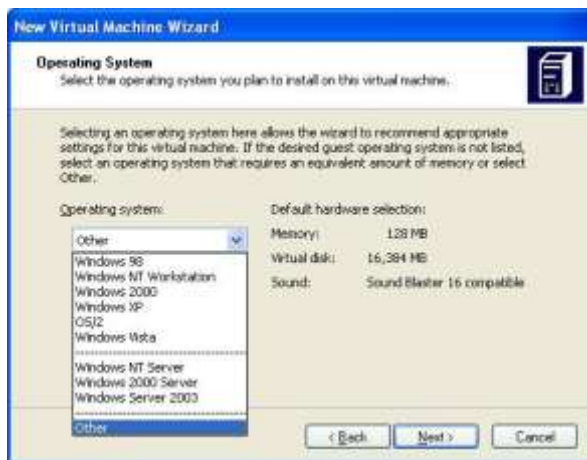 New Virtual Machine Wizard
Operating System
Select the operating system you plan to install on this virtual machine.
Selecting an operating system here allows the wizard to recommend appropriate
settings for this virtual machine. If the desired guest operating system is not listed,
select an operating system that requires an equivalent amount of memory or select
Other.
Operating system:
Other
Windows 98
Windows NT Workstation
Windows 2000
Windows XP
OS/2
Windows Vista
Windows NT Server
Windows 2000 Server
Windows Server 2003
Other
Default hardware selection:
Memory: 128 MB
Virtual disk: 16,384 MB
Sound: Sound Blaster 16 compatible
< Back Next > Cancel